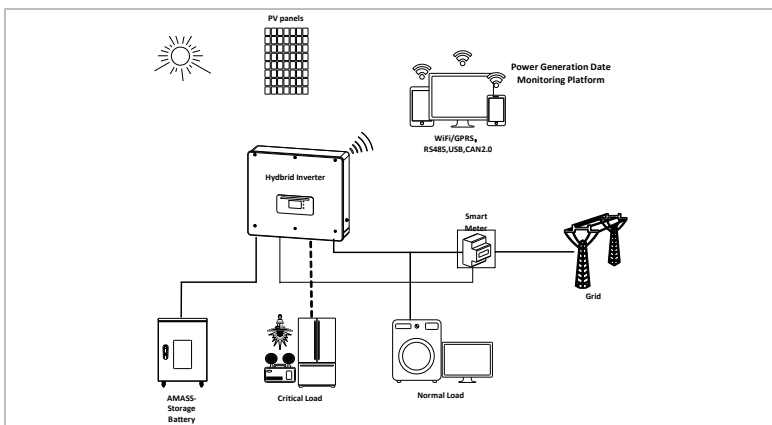 PV panels
Power Generation Date
Monitoring Platform
WiFi/GPRS,
RS485,USB,CAN2.0
Hydbrid Inverter
Smart
Meter
Grid
AMASS-
Storage
Battery
Critical Load
Normal Load